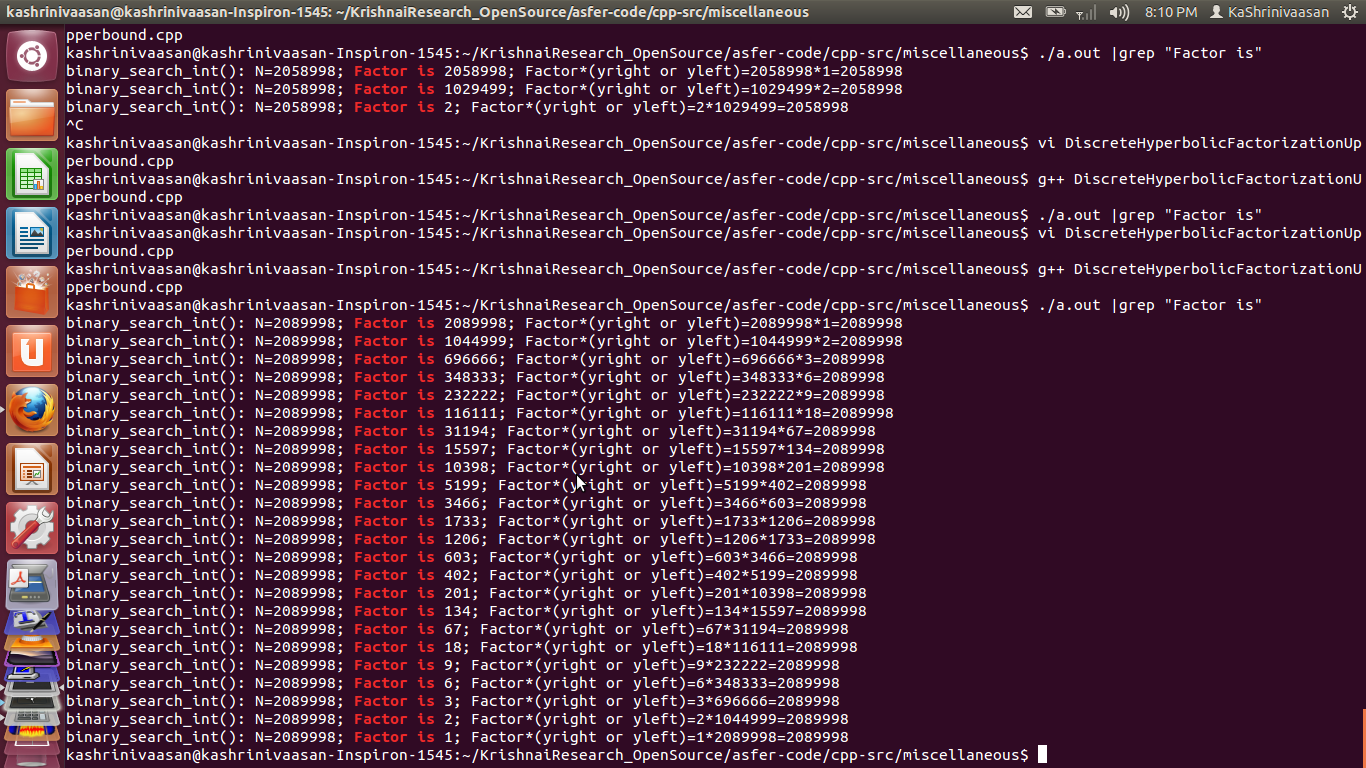 kashrinivaasan@kashrinivaasan-Inspiron-1545: ~/KrishnaiResearch_OpenSource/asfer-code/cpp-src/miscellaneous 8:10 PM KaShrinivaasan
pperbound.cpp
kashrinivaasan@kashrinivaasan-Inspiron-1545:~/KrishnaiResearch_OpenSource/asfer-code/cpp-src/miscellaneous$ ./a.out |grep "Factor is"
binary_search_int(): N=2058998; Factor is 2058998; Factor*(yright or yleft)=2058998*1=2058998
binary_search_int(): N=2058998; Factor is 1029499; Factor*(yright or yleft)=1029499*2=2058998
binary_search_int(): N=2058998; Factor is 2; Factor*(yright or yleft)=2*1029499=2058998
^C
kashrinivaasan@kashrinivaasan-Inspiron-1545:~/KrishnaiResearch_OpenSource/asfer-code/cpp-src/miscellaneous$ vi DiscreteHyperbolicFactorizationUp
perbound.cpp
kashrinivaasan@kashrinivaasan-Inspiron-1545:~/KrishnaiResearch_OpenSource/asfer-code/cpp-src/miscellaneous$ g++ DiscreteHyperbolicFactorizationU
pperbound.cpp
kashrinivaasan@kashrinivaasan-Inspiron-1545:~/KrishnaiResearch_OpenSource/asfer-code/cpp-src/miscellaneous$ ./a.out |grep "Factor is"
kashrinivaasan@kashrinivaasan-Inspiron-1545:~/KrishnaiResearch_OpenSource/asfer-code/cpp-src/miscellaneous$ vi DiscreteHyperbolicFactorizationUp
perbound.cpp
kashrinivaasan@kashrinivaasan-Inspiron-1545:~/KrishnaiResearch_OpenSource/asfer-code/cpp-src/miscellaneous$ g++ DiscreteHyperbolicFactorizationU
pperbound.cpp
kashrinivaasan@kashrinivaasan-Inspiron-1545:~/KrishnaiResearch_OpenSource/asfer-code/cpp-src/miscellaneous$ ./a.out |grep "Factor is"
binary_search_int(): N=2089998; Factor is 2089998; Factor*(yright or yleft)=2089998*1=2089998
binary_search_int(): N=2089998; Factor is 1044999; Factor*(yright or yleft)=1044999*2=2089998
binary_search_int(): N=2089998; Factor is 696666; Factor*(yright or yleft)=696666*3=2089998
binary_search_int(): N=2089998; Factor is 348333; Factor*(yright or yleft)=348333*6=2089998
binary_search_int(): N=2089998; Factor is 232222; Factor*(yright or yleft)=232222*9=2089998
binary_search_int(): N=2089998; Factor is 116111; Factor*(yright or yleft)=116111*18=2089998
binary_search_int(): N=2089998; Factor is 31194; Factor*(yright or yleft)=31194*67=2089998
binary_search_int(): N=2089998; Factor is 15597; Factor*(yright or yleft)=15597*134=2089998
binary_search_int(): N=2089998; Factor is 10398; Factor*(yright or yleft)=10398*201=2089998
binary_search_int(): N=2089998; Factor is 5199; Factor*(yright or yleft)=5199*402=2089998
binary_search_int(): N=2089998; Factor is 3466; Factor*(yright or yleft)=3466*603=2089998
binary_search_int(): N=2089998; Factor is 1733; Factor*(yright or yleft)=1733*1206=2089998
binary_search_int(): N=2089998; Factor is 1206; Factor*(yright or yleft)=1206*1733=2089998
binary_search_int(): N=2089998; Factor is 603; Factor*(yright or yleft)=603*3466=2089998
binary_search_int(): N=2089998; Factor is 402; Factor*(yright or yleft)=402*5199=2089998
binary_search_int(): N=2089998; Factor is 201; Factor*(yright or yleft)=201*10398=2089998
binary_search_int(): N=2089998; Factor is 134; Factor*(yright or yleft)=134*15597=2089998
binary_search_int(): N=2089998; Factor is 67; Factor*(yright or yleft)=67*31194=2089998
binary_search_int(): N=2089998; Factor is 18; Factor*(yright or yleft)=18*116111=2089998
binary_search_int(): N=2089998; Factor is 9; Factor*(yright or yleft)=9*232222=2089998
binary_search_int(): N=2089998; Factor is 6; Factor*(yright or yleft)=6*348333=2089998
binary_search_int(): N=2089998; Factor is 3; Factor*(yright or yleft)=3*696666=2089998
binary_search_int(): N=2089998; Factor is 2; Factor*(yright or yleft)=2*1044999=2089998
binary_search_int(): N=2089998; Factor is 1; Factor*(yright or yleft)=1*2089998=2089998
kashrinivaasan@kashrinivaasan-Inspiron-1545:~/KrishnaiResearch_OpenSource/asfer-code/cpp-src/miscellaneous$